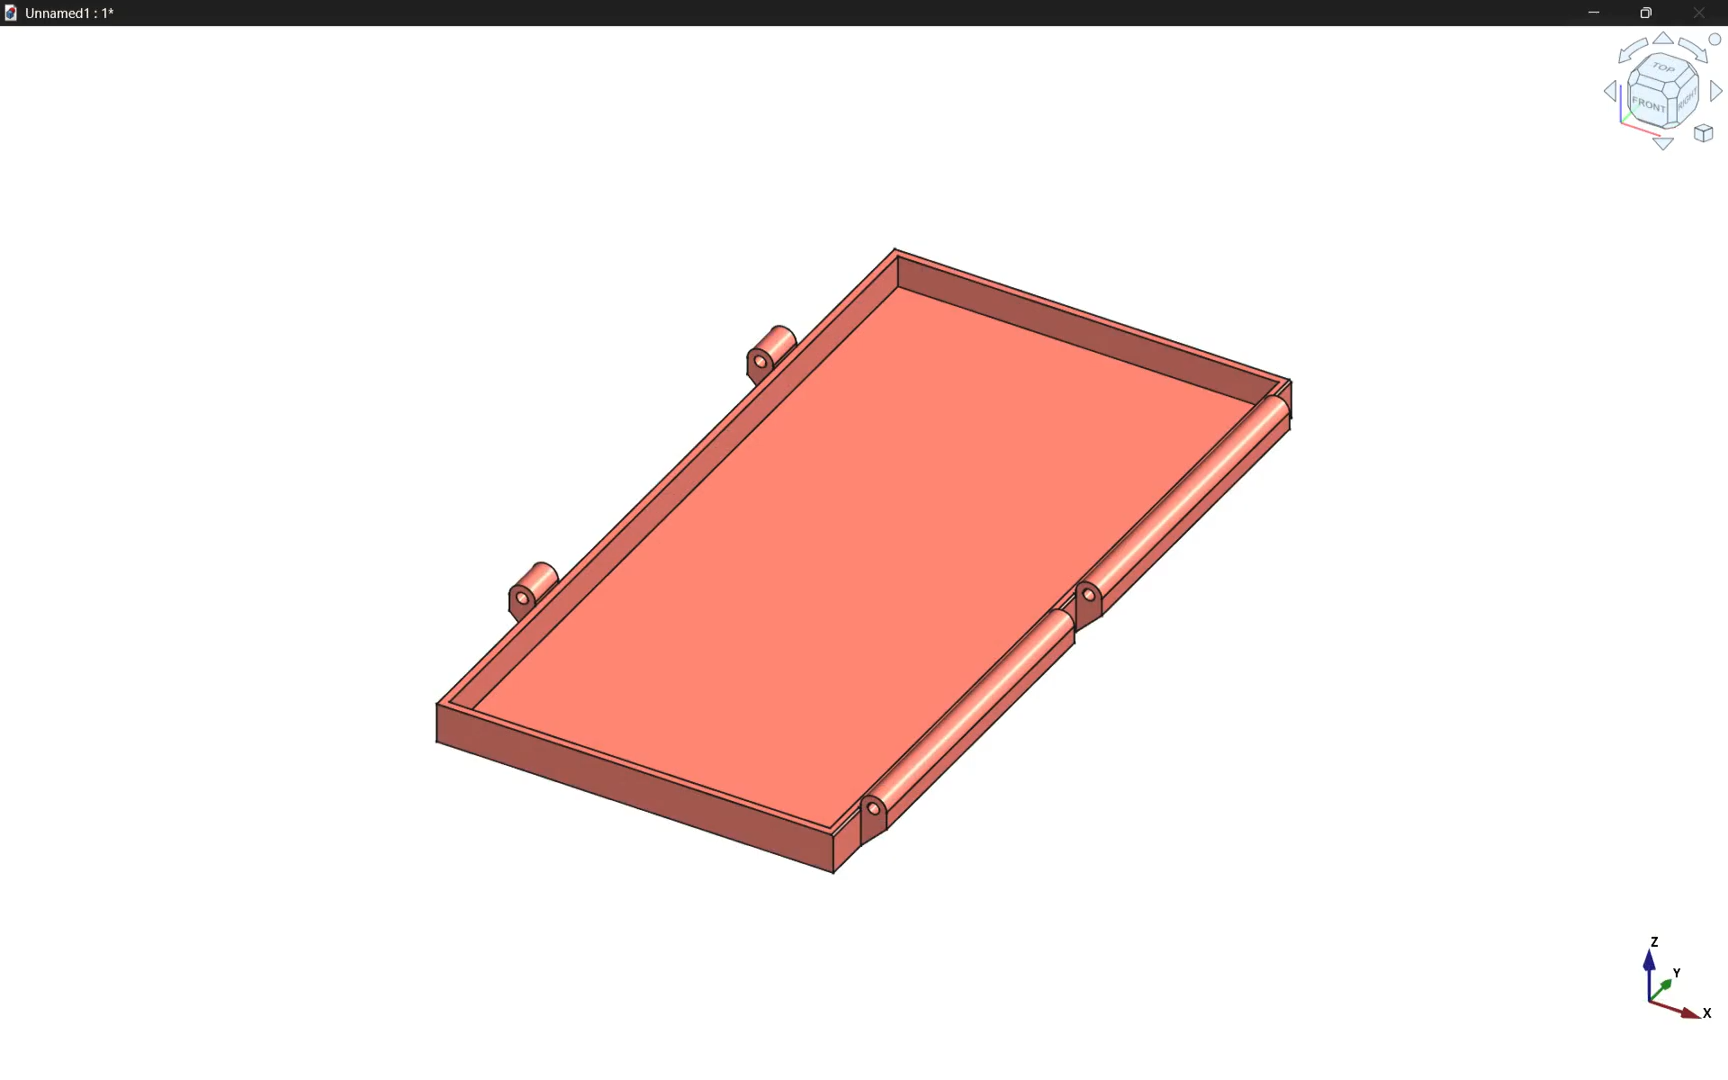 Unnamed1 : 1*
TOP
FRONT
RIGHT
Z
Y
X